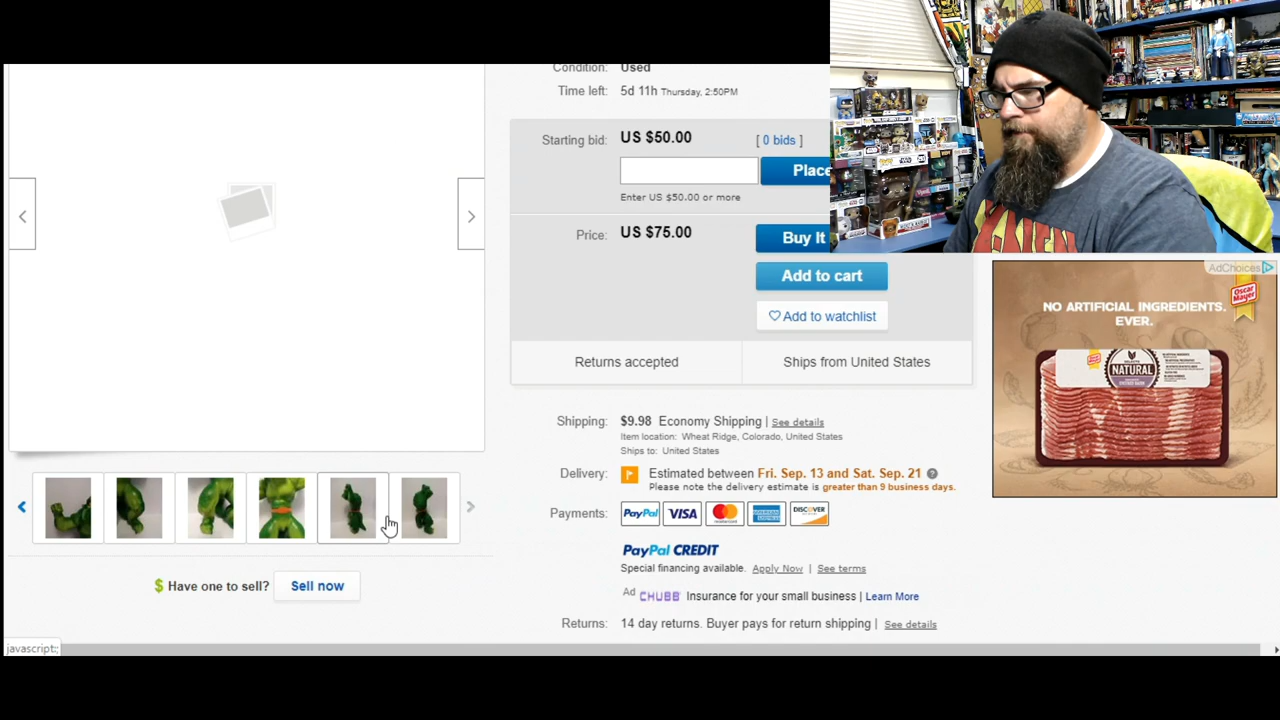 Condition: Used
Time left: 5d 11h Thursday, 2:50PM
Starting bid: US $50.00 [ 0 bids ]
Place
Enter US $50.00 or more
Price: US $75.00
Buy It
Add to cart
Add to watchlist
Returns accepted
Ships from United States
Shipping: $9.98 Economy Shipping | See details
Item location: Wheat Ridge, Colorado, United States
Ships to: United States
Delivery: Estimated between Fri. Sep. 13 and Sat. Sep. 21 ?
Please note the delivery estimate is greater than 9 business days.
Payments: PayPal VISA mastercard AMERICAN EXPRESS DISCOVER
PayPal CREDIT
Special financing available. Apply Now | See terms
Ad CHUBB Insurance for your small business | Learn More
Returns: 14 day returns. Buyer pays for return shipping | See details
$ Have one to sell? Sell now
javascript:;
AdChoices
Oscar Mayer
NO ARTIFICIAL INGREDIENTS.
EVER.
NATURAL